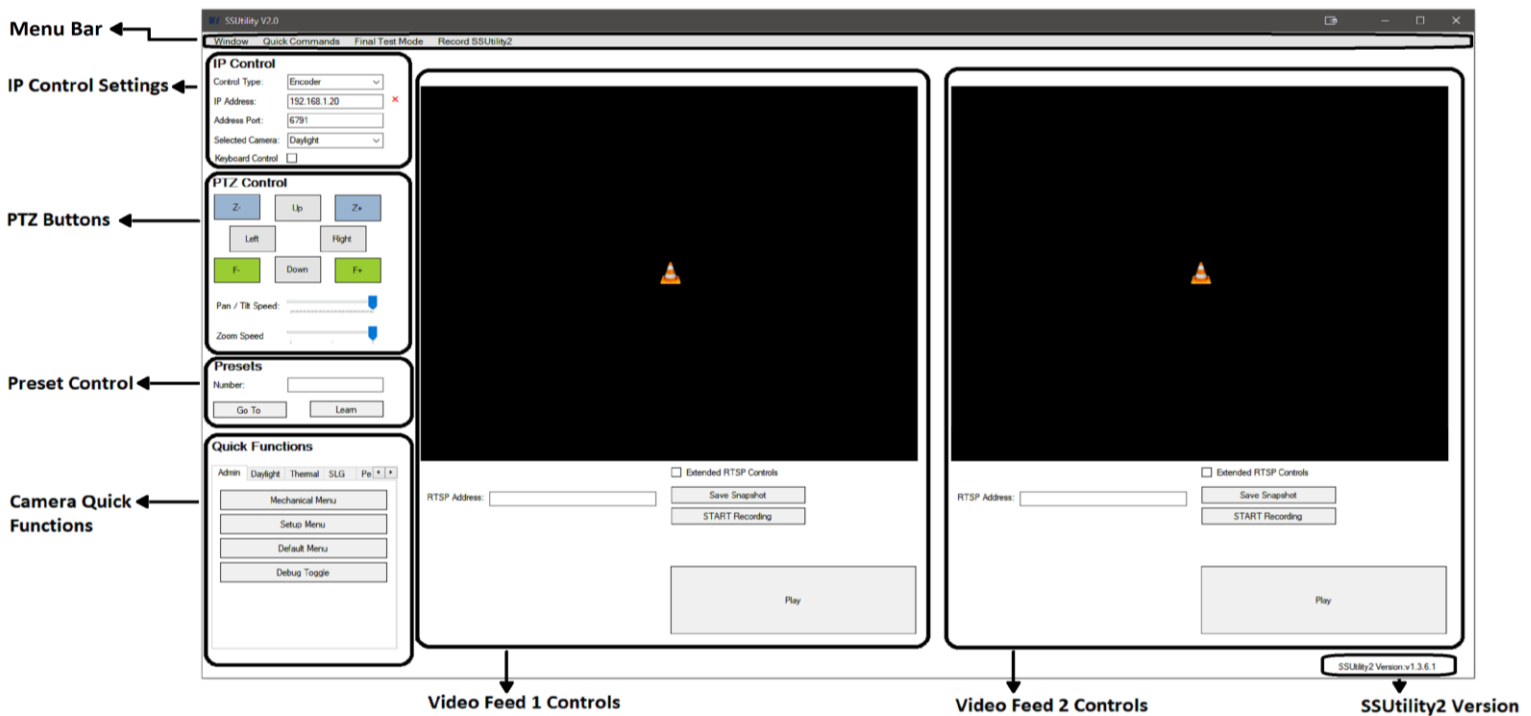 SSUtility V2.0
Menu Bar
Window Quick Commands Final Test Mode Record SSUtility2
IP Control Settings
IP Control
Control Type: Encoder
IP Address: 192.168.1.20
Address Port: 6791
Selected Camera: Daylight
Keyboard Control
PTZ Buttons
PTZ Control
Z- Up Z+
Left Right
F- Down F+
Pan / Tilt Speed:
Zoom Speed
Preset Control
Presets
Number:
Go To Learn
Camera Quick
Functions
Quick Functions
Admin Daylight Thermal SLG Pe
Mechanical Menu
Setup Menu
Default Menu
Debug Toggle
Extended RTSP Controls
RTSP Address:
Save Snapshot
START Recording
Play
Video Feed 1 Controls
Extended RTSP Controls
RTSP Address:
Save Snapshot
START Recording
Play
Video Feed 2 Controls
SSUtility2 Version:v1.3.6.1
SSUtility2 Version